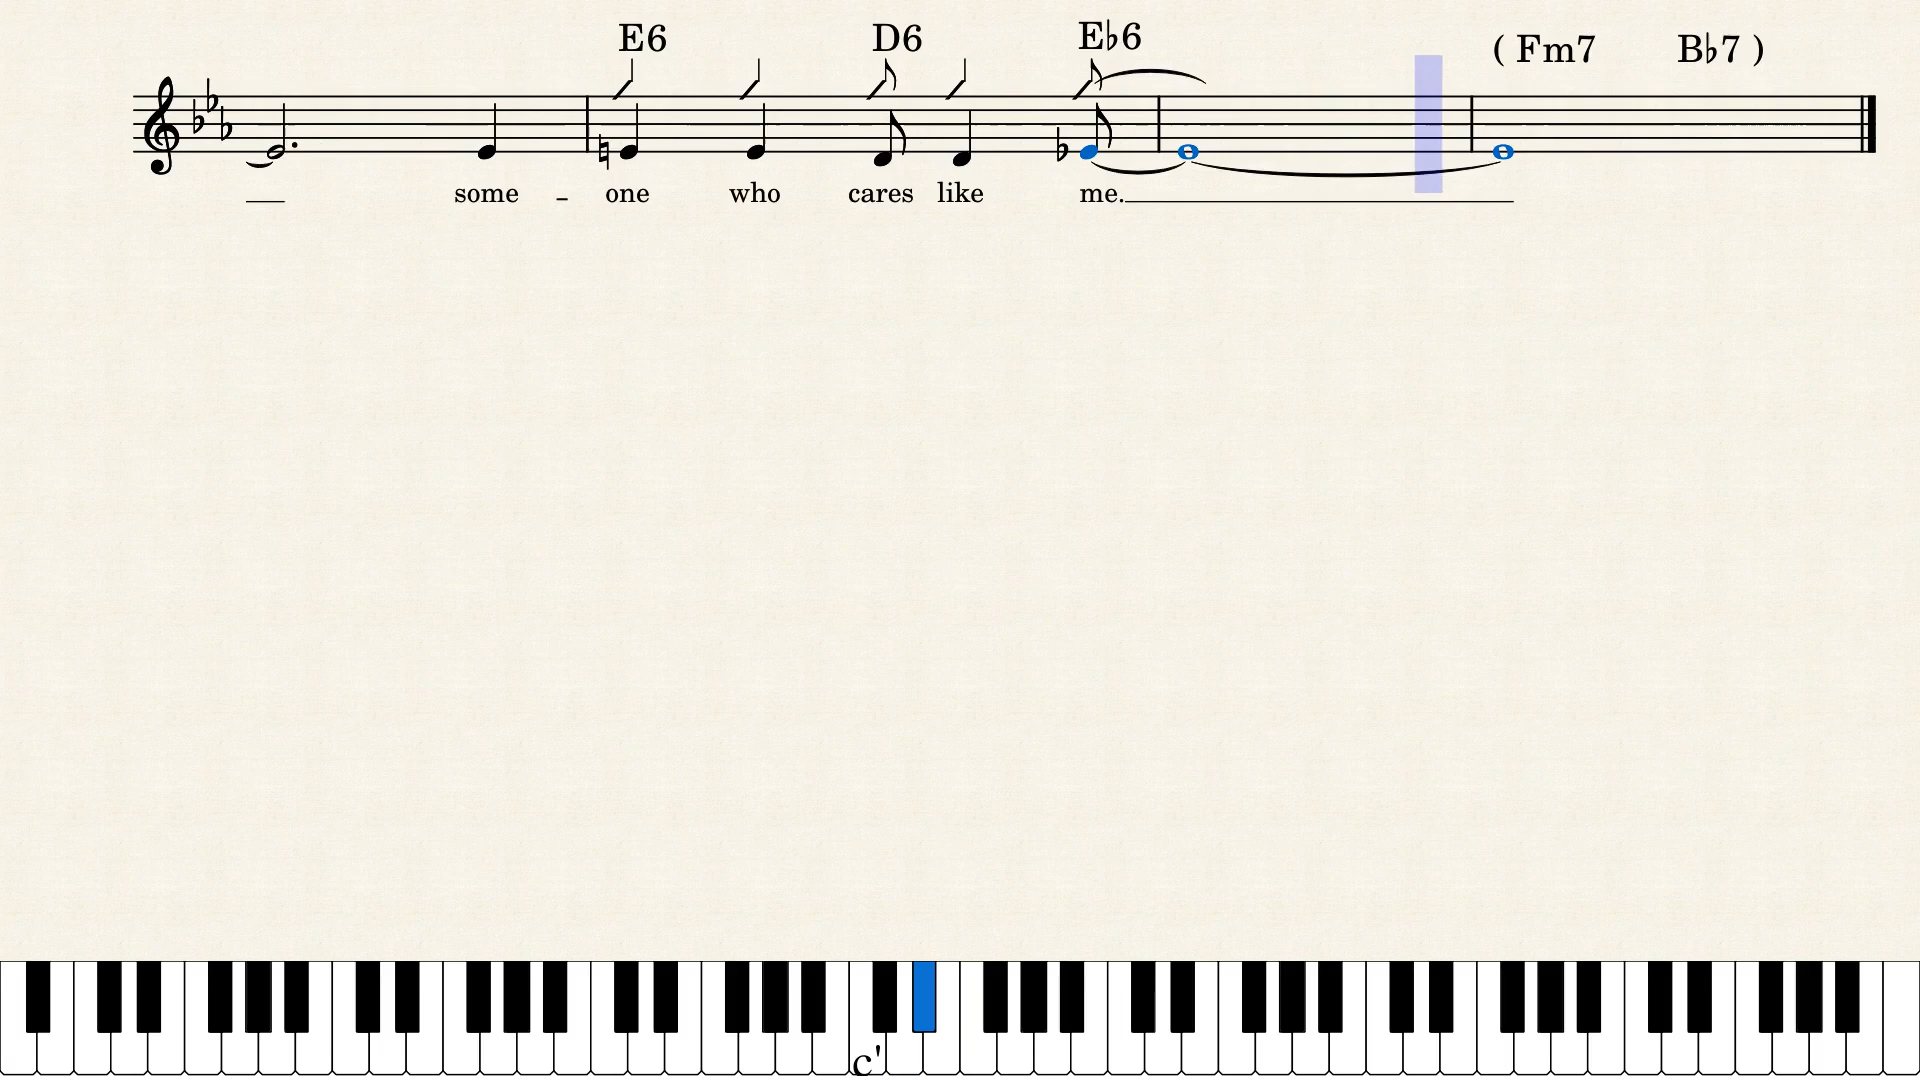 E6 D6 E♭6 ( Fm7 B♭7 )
some - one who cares like me.
c'